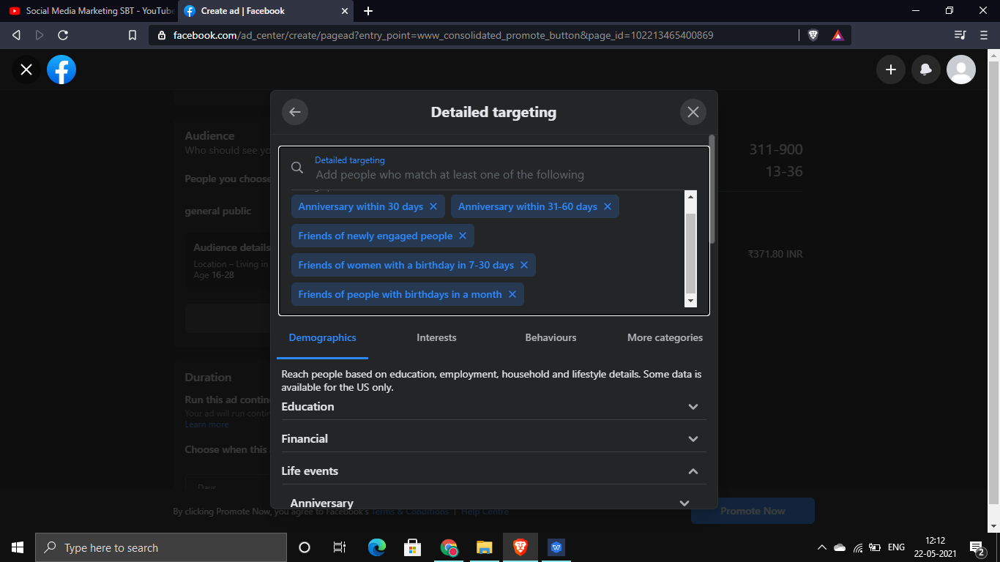 Social Media Marketing SBT - YouTube
Create ad | Facebook
facebook.com/ad_center/create/pagead?entry_point=www_consolidated_promote_button&page_id=102213465400869
Detailed targeting
Audience
Who should see yo
People you choose
general public
Audience details
Location – Living in
Age 16-28
311-900
13-36
₹371.80 INR
Detailed targeting
Add people who match at least one of the following
Anniversary within 30 days
Anniversary within 31-60 days
Friends of newly engaged people
Friends of women with a birthday in 7-30 days
Friends of people with birthdays in a month
Demographics
Interests
Behaviours
More categories
Reach people based on education, employment, household and lifestyle details. Some data is
available for the US only.
Education
Financial
Life events
Anniversary
Duration
Run this ad contin
Your ad will run contin
Learn more
Choose when this
Days
By clicking Promote Now, you agree to Facebook's Terms & Conditions | Help Centre
Promote Now
Type here to search
ENG
12:12
22-05-2021
2